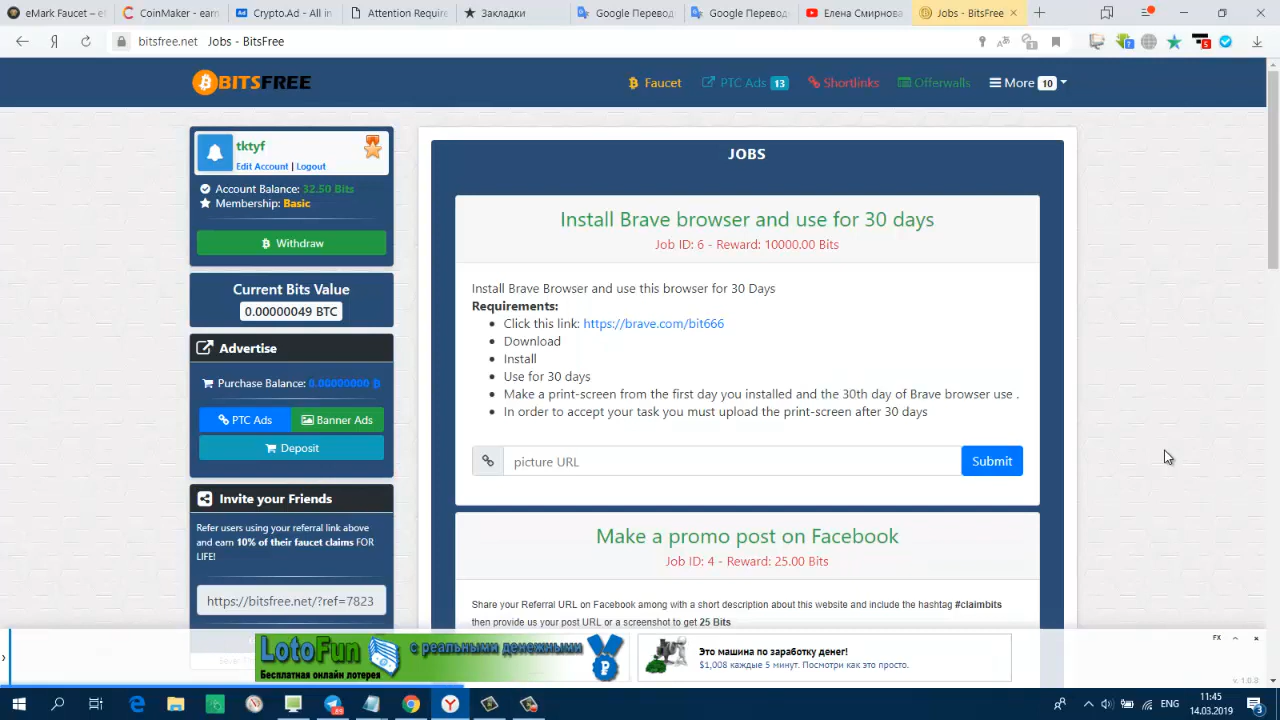 eMark Faucet – e
CoinMaker - earn
Crypto.Ad - All in
Attention Require
Закладки
Google Перевод
Google Перевод
Елена Смирнова
Jobs - BitsFree
bitsfree.net Jobs - BitsFree
BITSFREE
Faucet
PTC Ads 13
Shortlinks
Offerwalls
More 10
tktyf
Edit Account | Logout
Account Balance: 32.50 Bits
Membership: Basic
Withdraw
Current Bits Value
0.00000049 BTC
Advertise
Purchase Balance: 0.00000000
PTC Ads
Banner Ads
Deposit
Invite your Friends
Refer users using your referral link above
and earn 10% of their faucet claims FOR
LIFE!
https://bitsfree.net/?ref=7823
JOBS
Install Brave browser and use for 30 days
Job ID: 6 - Reward: 10000.00 Bits
Install Brave Browser and use this browser for 30 Days
Requirements:
Click this link: https://brave.com/bit666
Download
Install
Use for 30 days
Make a print-screen from the first day you installed and the 30th day of Brave browser use .
In order to accept your task you must upload the print-screen after 30 days
picture URL
Submit
Make a promo post on Facebook
Job ID: 4 - Reward: 25.00 Bits
Share your Referral URL on Facebook among with a short description about this website and include the hashtag #claimbits
then provide us your post URL or a screenshot to get 25 Bits
LotoFun
с реальными денежными
Бесплатная онлайн лотерея
Это машина по заработку денег!
$1,008 каждые 5 минут. Посмотри как это просто.
FX
v. 1.0.8
ENG
11:45
14.03.2019
3